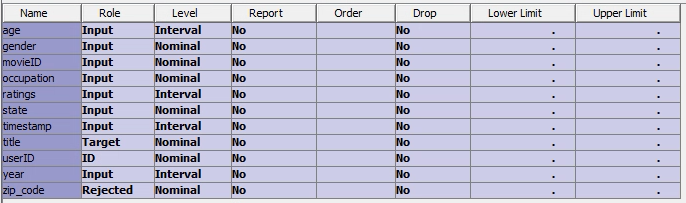 Name Role Level Report Order Drop Lower Limit Upper Limit
age Input Interval No No . .
gender Input Nominal No No . .
movieID Input Nominal No No . .
occupation Input Nominal No No . .
ratings Input Interval No No . .
state Input Nominal No No . .
timestamp Input Interval No No . .
title Target Nominal No No . .
userID ID Nominal No No . .
year Input Interval No No . .
zip_code Rejected Nominal No No . .